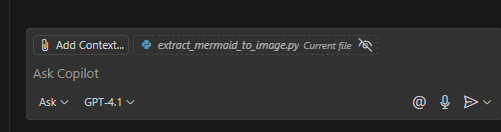 Add Context... extract_mermaid_to_image.py Current file
Ask Copilot
Ask GPT-4.1 @